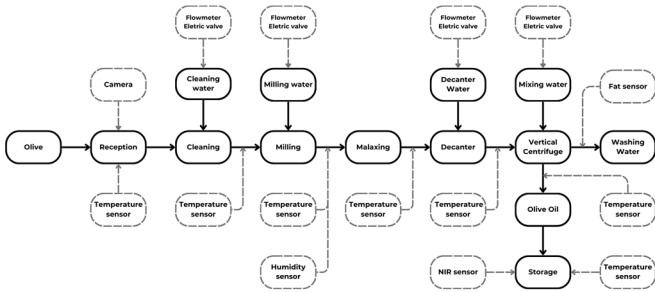 Flowmeter
Eletric valve
Flowmeter
Eletric valve
Flowmeter
Eletric valve
Flowmeter
Eletric valve
Camera
Cleaning
water
Milling water
Decanter
Water
Mixing water
Fat sensor
Olive
Reception
Cleaning
Milling
Malaxing
Decanter
Vertical
Centrifuge
Washing
Water
Temperature
sensor
Temperature
sensor
Temperature
sensor
Temperature
sensor
Temperature
sensor
Olive Oil
Temperature
sensor
Humidity
sensor
NIR sensor
Storage
Temperature
sensor